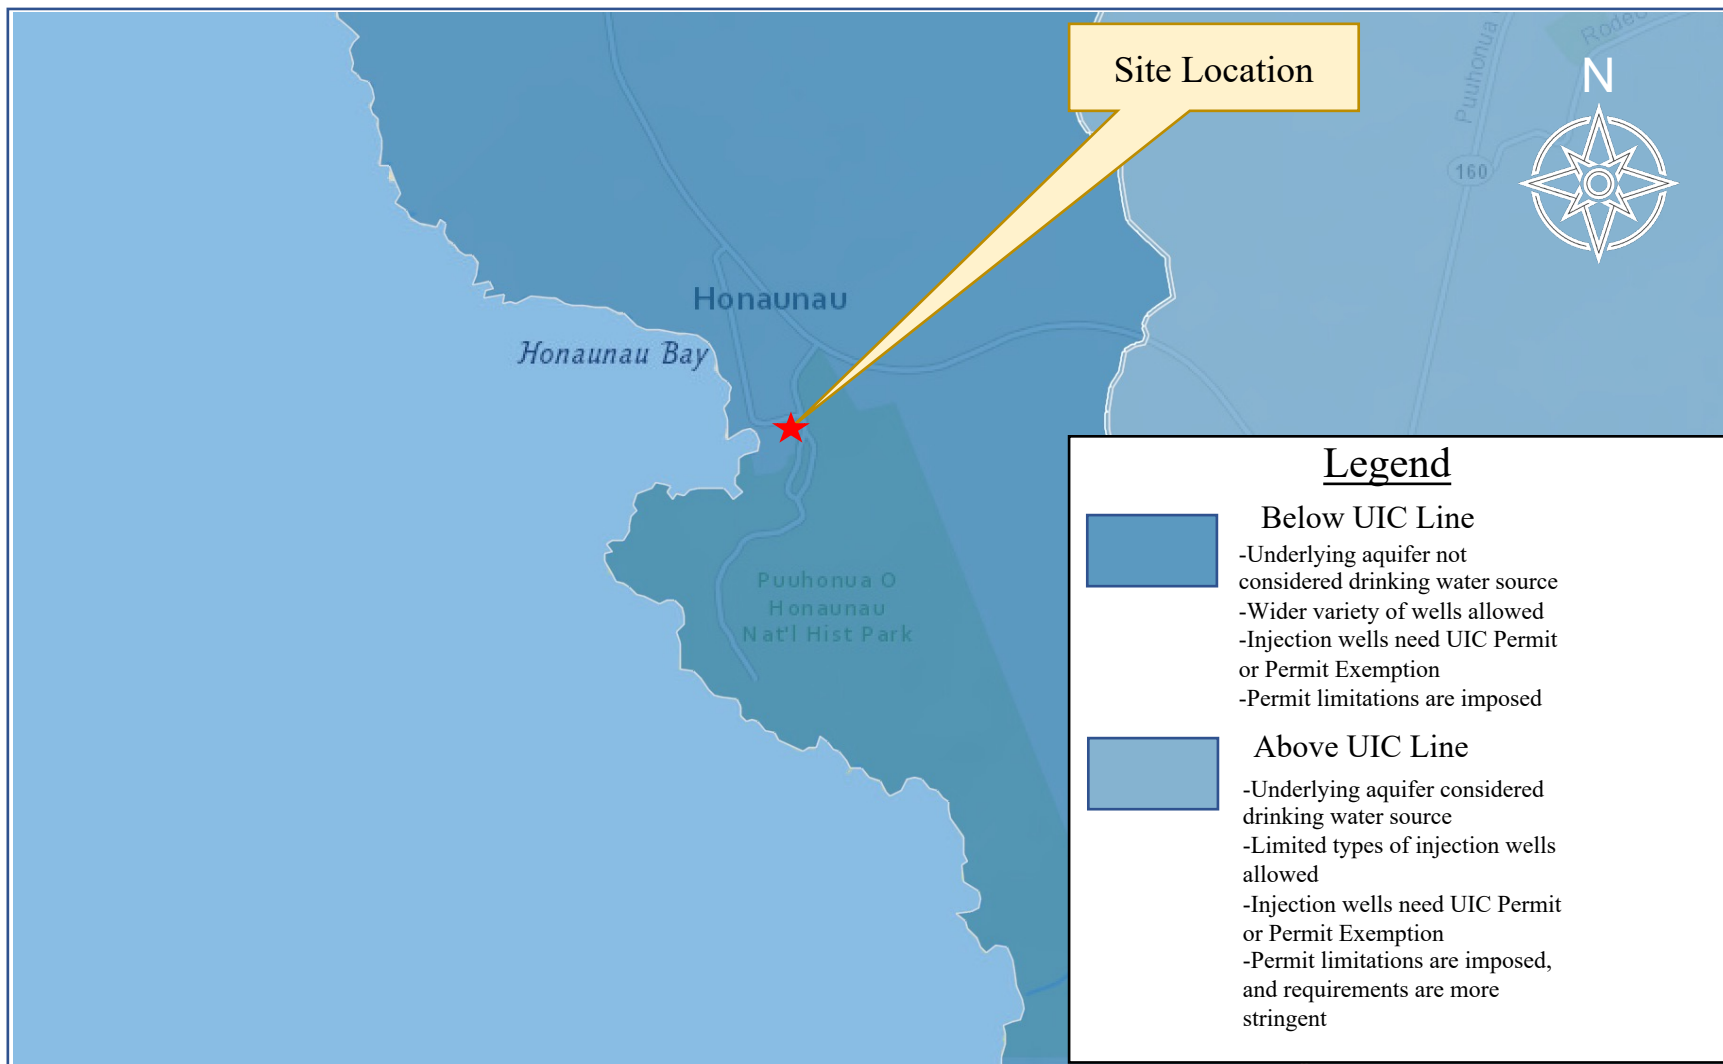 Site Location
Puuhonua
Rodeo
N
160
Honaunau
Honaunau Bay
Puuhonua O
Honaunau
Nat'l Hist Park
Legend
Below UIC Line
-Underlying aquifer not
considered drinking water source
-Wider variety of wells allowed
-Injection wells need UIC Permit
or Permit Exemption
-Permit limitations are imposed
Above UIC Line
-Underlying aquifer considered
drinking water source
-Limited types of injection wells
allowed
-Injection wells need UIC Permit
or Permit Exemption
-Permit limitations are imposed,
and requirements are more
stringent